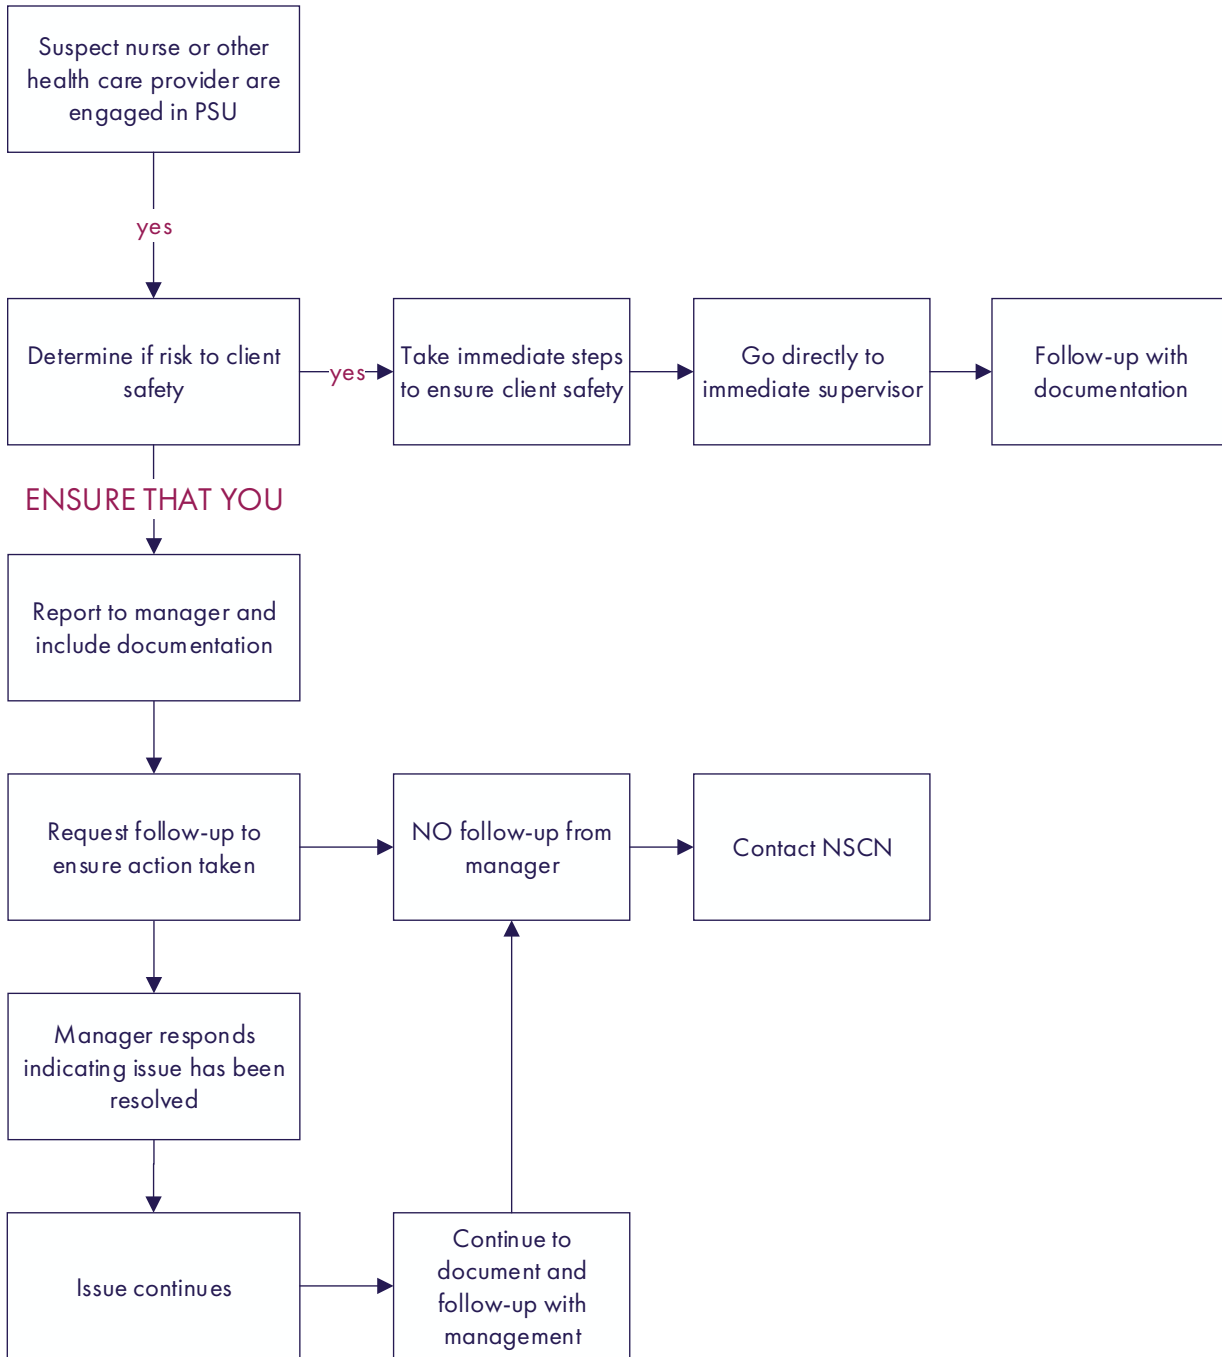 Suspect nurse or other
health care provider are
engaged in PSU
yes
Determine if risk to client
safety
yes
Take immediate steps
to ensure client safety
Go directly to
immediate supervisor
Follow-up with
documentation
ENSURE THAT YOU
Report to manager and
include documentation
Request follow-up to
ensure action taken
NO follow-up from
manager
Contact NSCN
Manager responds
indicating issue has been
resolved
Issue continues
Continue to
document and
follow-up with
management